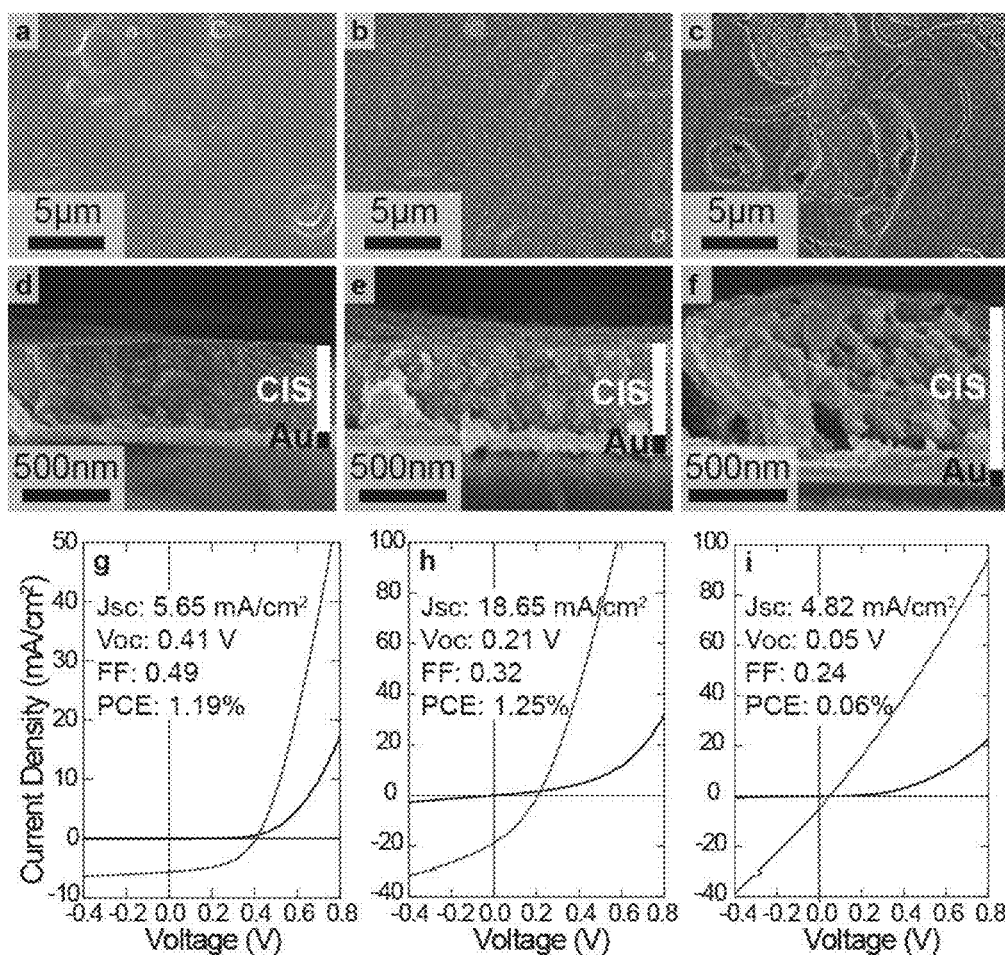 a
b
c
5μm
5μm
5μm
d
e
f
CIS
CIS
CIS
Au
Au
Au
500nm
500nm
500nm
g
Jsc: 5.65 mA/cm²
Voc: 0.41 V
FF: 0.49
PCE: 1.19%
50
40
30
20
10
0
-10
-0.4 -0.2 0.0 0.2 0.4 0.6 0.8
Voltage (V)
Current Density (mA/cm²)
h
Jsc: 18.65 mA/cm²
Voc: 0.21 V
FF: 0.32
PCE: 1.25%
100
80
60
40
20
0
-20
-40
-0.4 -0.2 0.0 0.2 0.4 0.6 0.8
Voltage (V)
i
Jsc: 4.82 mA/cm²
Voc: 0.05 V
FF: 0.24
PCE: 0.06%
100
80
60
40
20
0
-20
-40
-0.4 -0.2 0.0 0.2 0.4 0.6 0.8
Voltage (V)